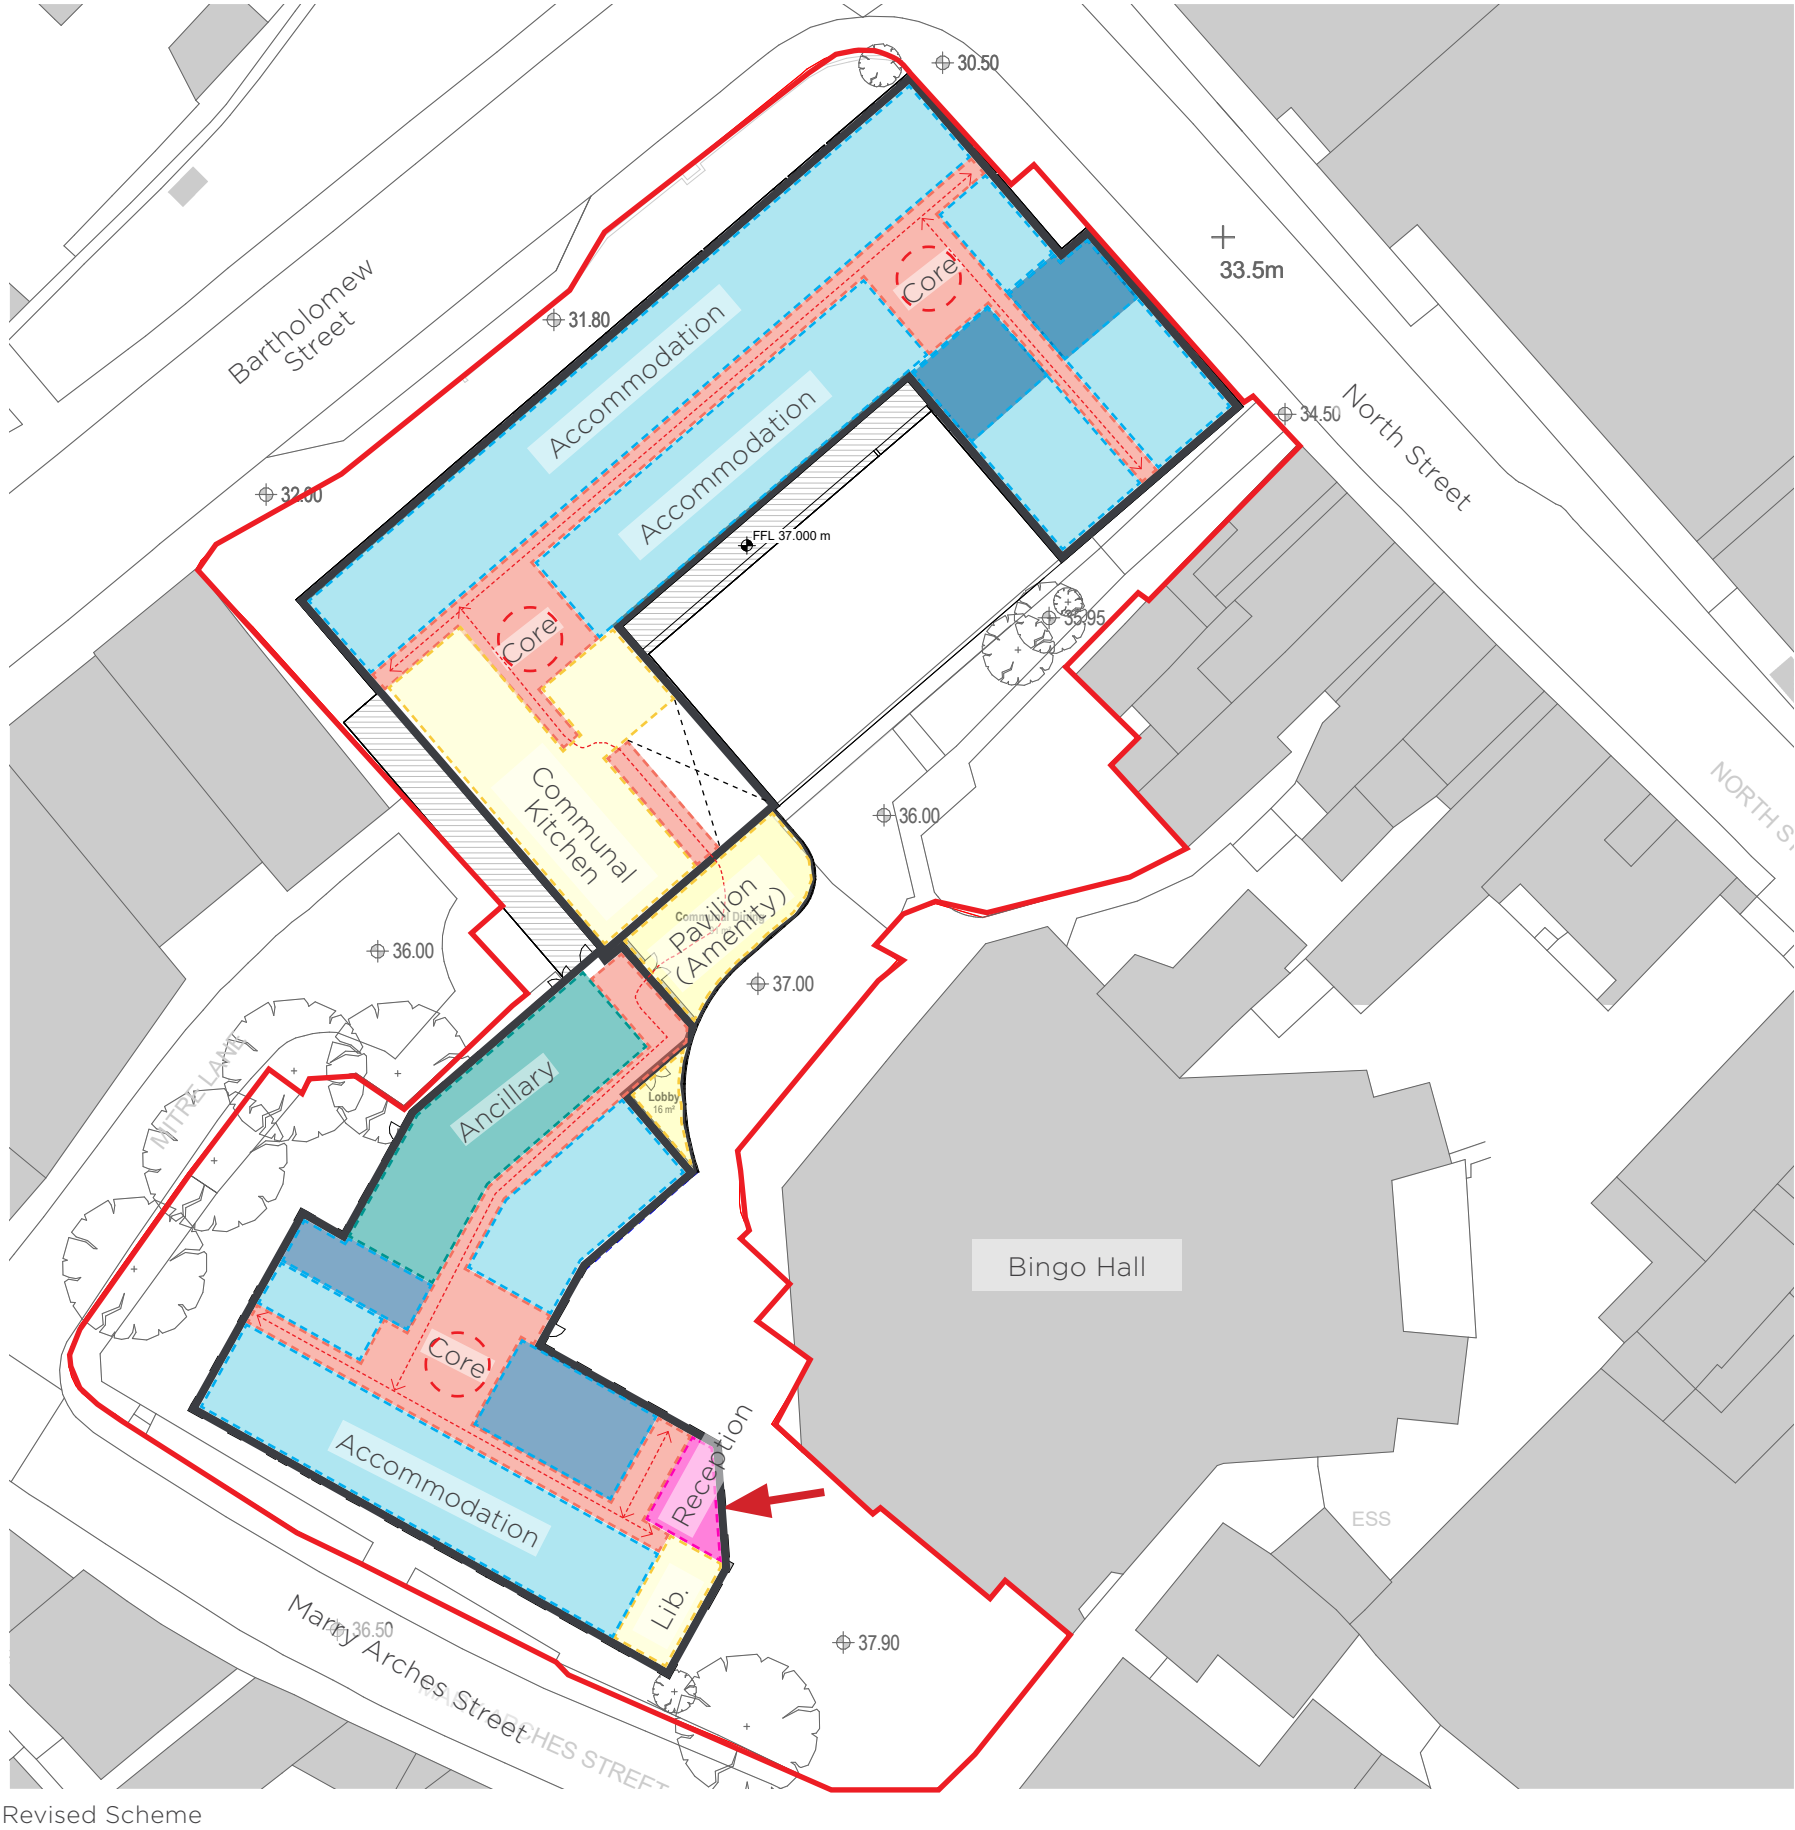 30.50
33.5m
Bartholomew
Street
31.80
Core
Accommodation
Accommodation
34.50
North Street
32.00
FFL 37.000 m
Core
35.95
Communal
Kitchen
36.00
NORTH S
Pavilion
(Amenity)
Communal Dining
36.00
37.00
MITRE LANE
Ancillary
Lobby
16 m²
Bingo Hall
Core
Reception
Accommodation
ESS
Lib.
Marry Arches Street
36.50
37.90
ARCHES STREET
Revised Scheme